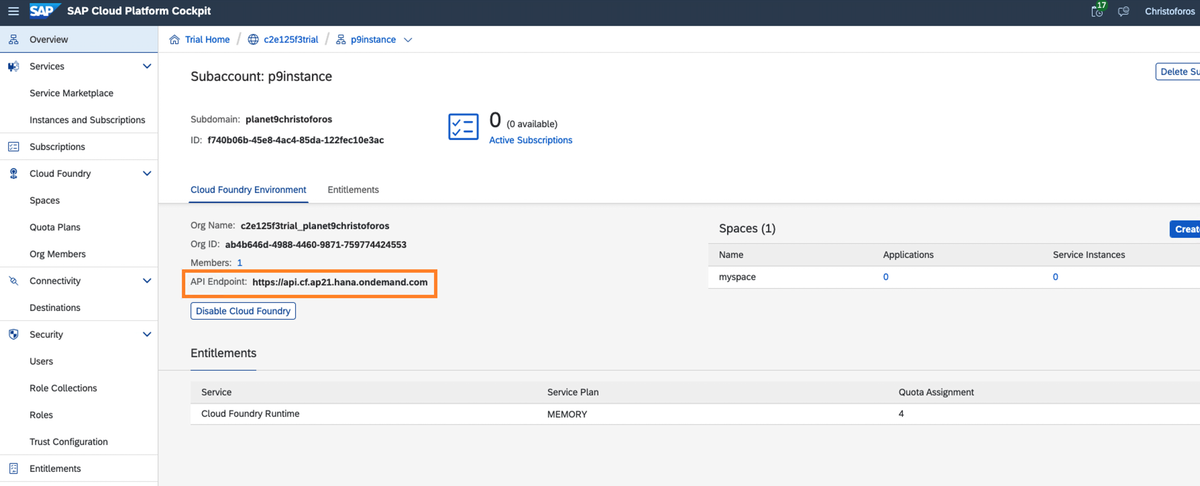 SAP SAP Cloud Platform Cockpit 17 Christoforos
Overview
Services
Service Marketplace
Instances and Subscriptions
Subscriptions
Cloud Foundry
Spaces
Quota Plans
Org Members
Connectivity
Destinations
Security
Users
Role Collections
Roles
Trust Configuration
Entitlements
Trial Home / c2e125f3trial / p9instance
Subaccount: p9instance
Delete Su
Subdomain: planet9christoforos
ID: f740b06b-45e8-4ac4-85da-122fec10e3ac
0 (0 available)
Active Subscriptions
Cloud Foundry Environment Entitlements
Org Name: c2e125f3trial_planet9christoforos
Org ID: ab4b646d-4988-4460-9871-759774424553
Members: 1
API Endpoint: https://api.cf.ap21.hana.ondemand.com
Disable Cloud Foundry
Spaces (1)
Create
Name Applications Service Instances
myspace 0 0
Entitlements
Service Service Plan Quota Assignment
Cloud Foundry Runtime MEMORY 4